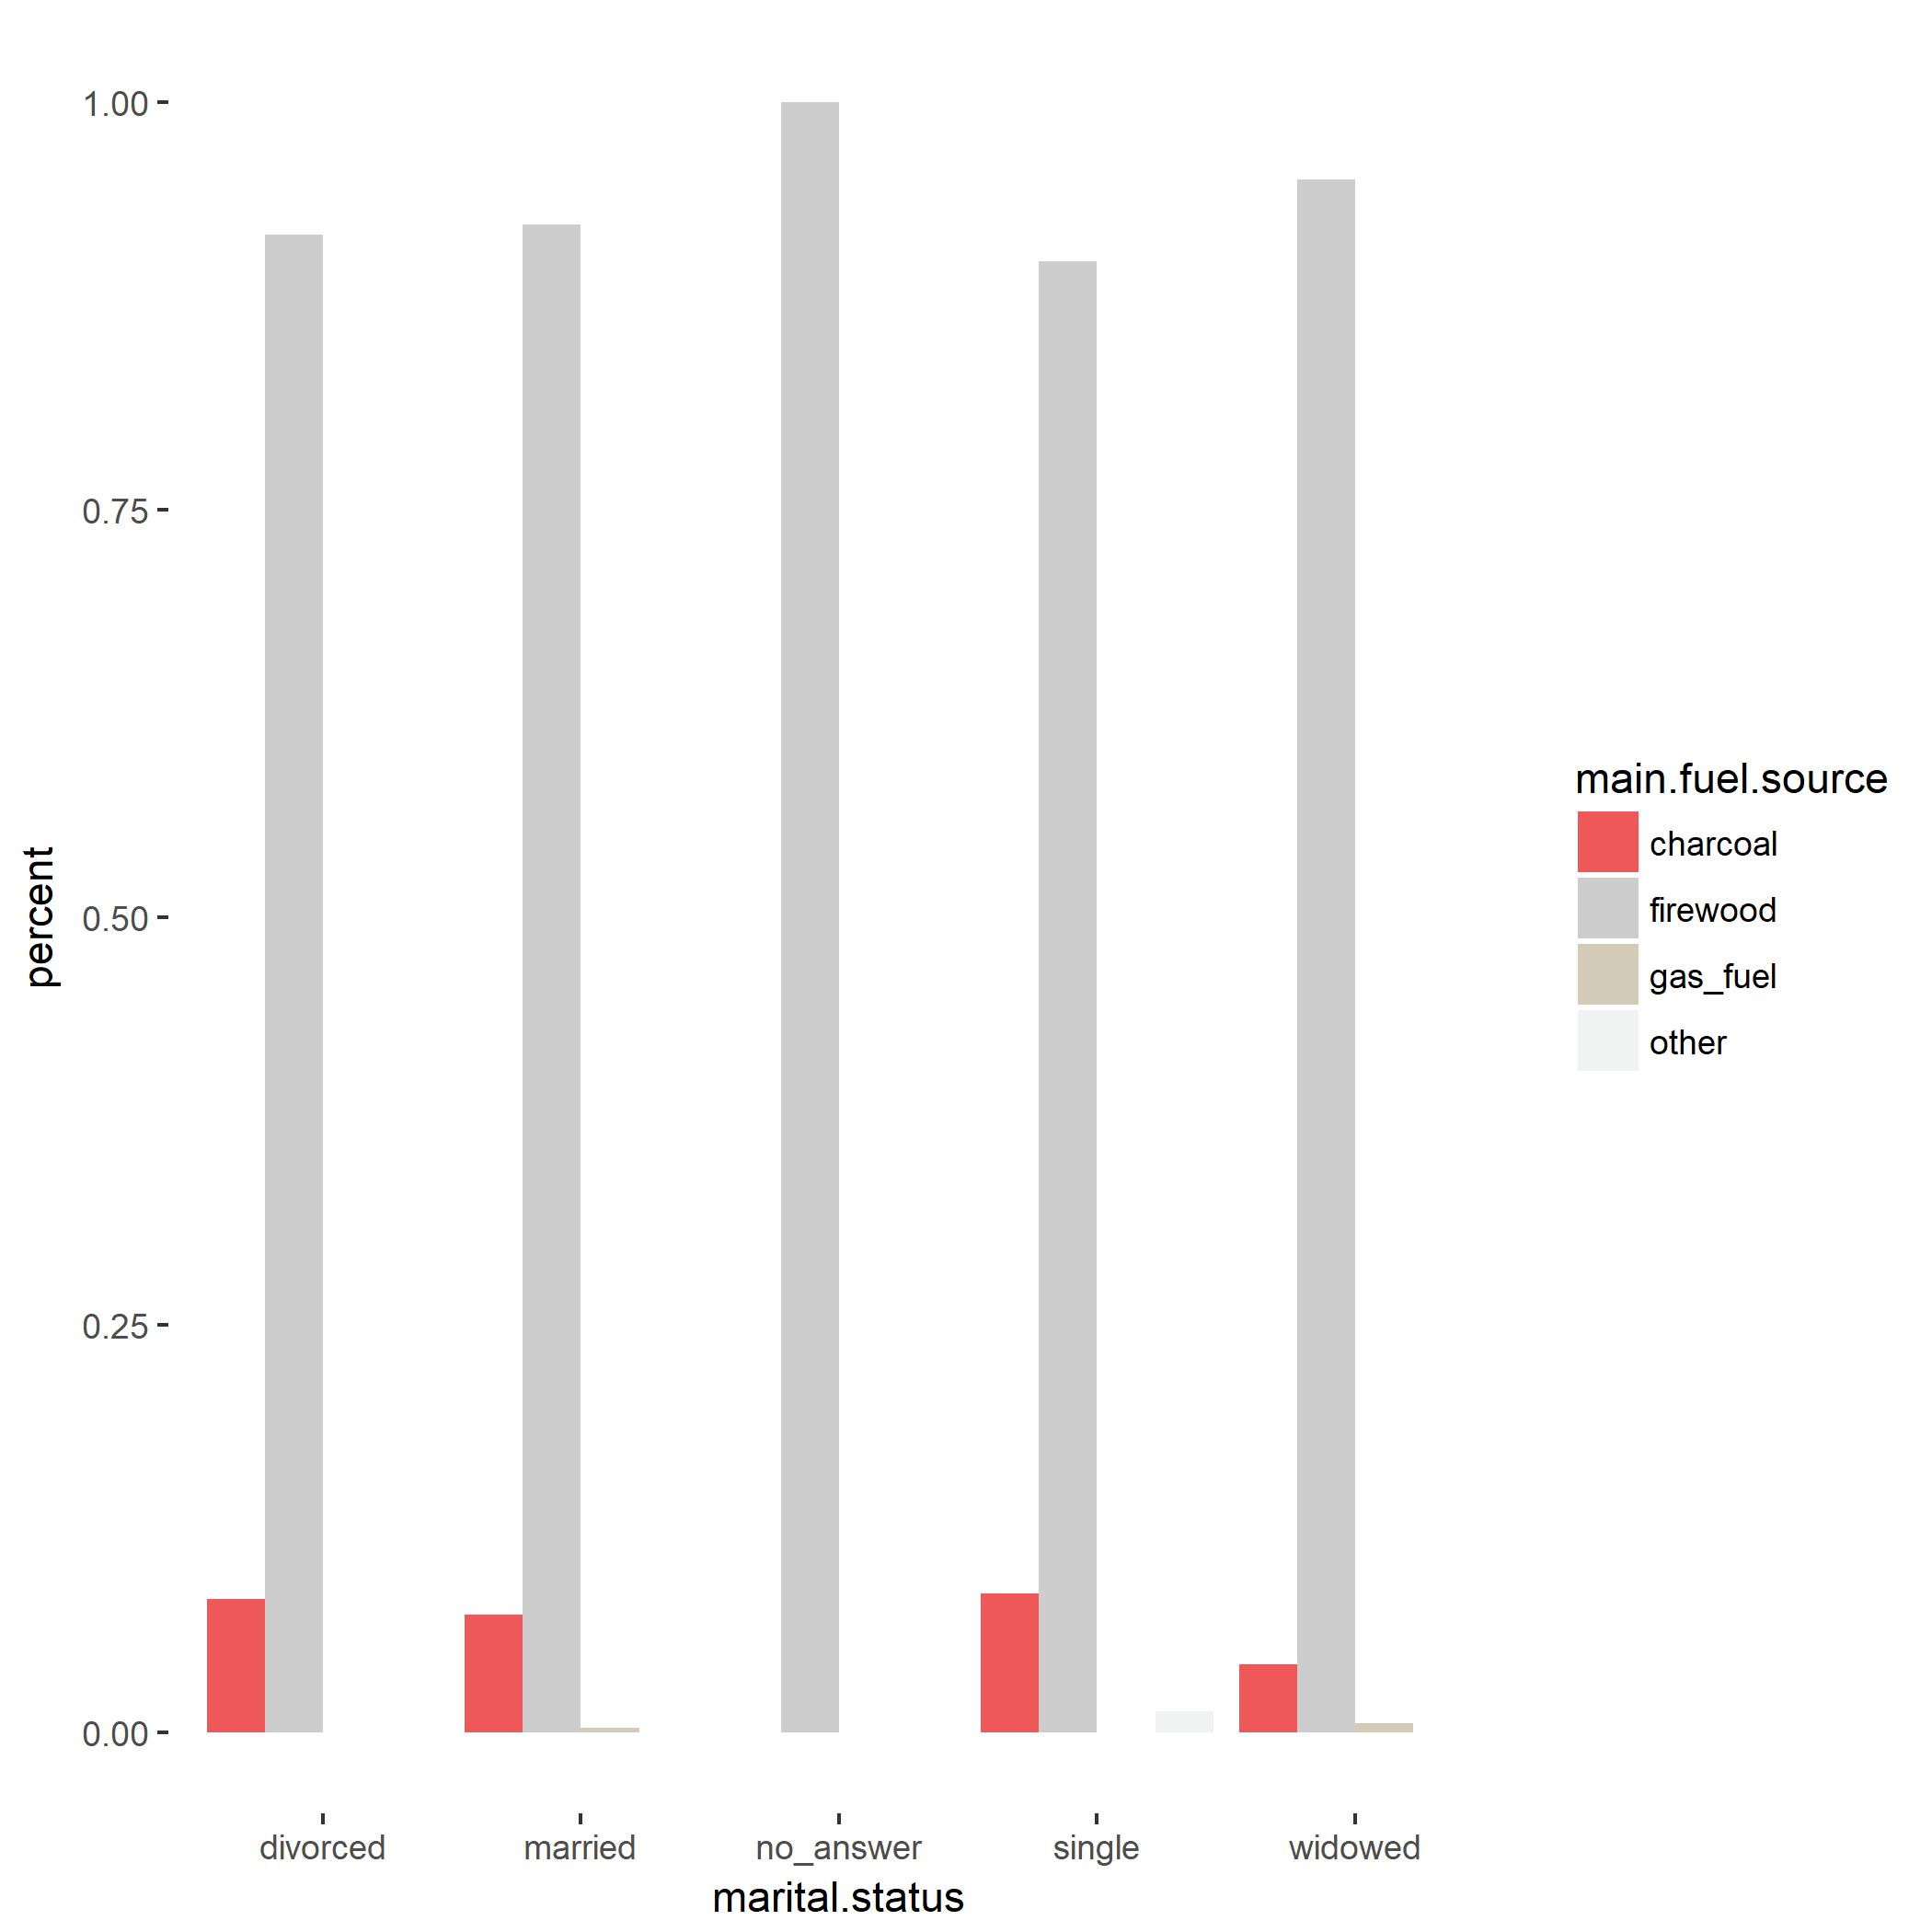 1.00
0.75
0.50
0.25
0.00
percent
divorced married no_answer single widowed
marital.status
main.fuel.source
charcoal
firewood
gas_fuel
other